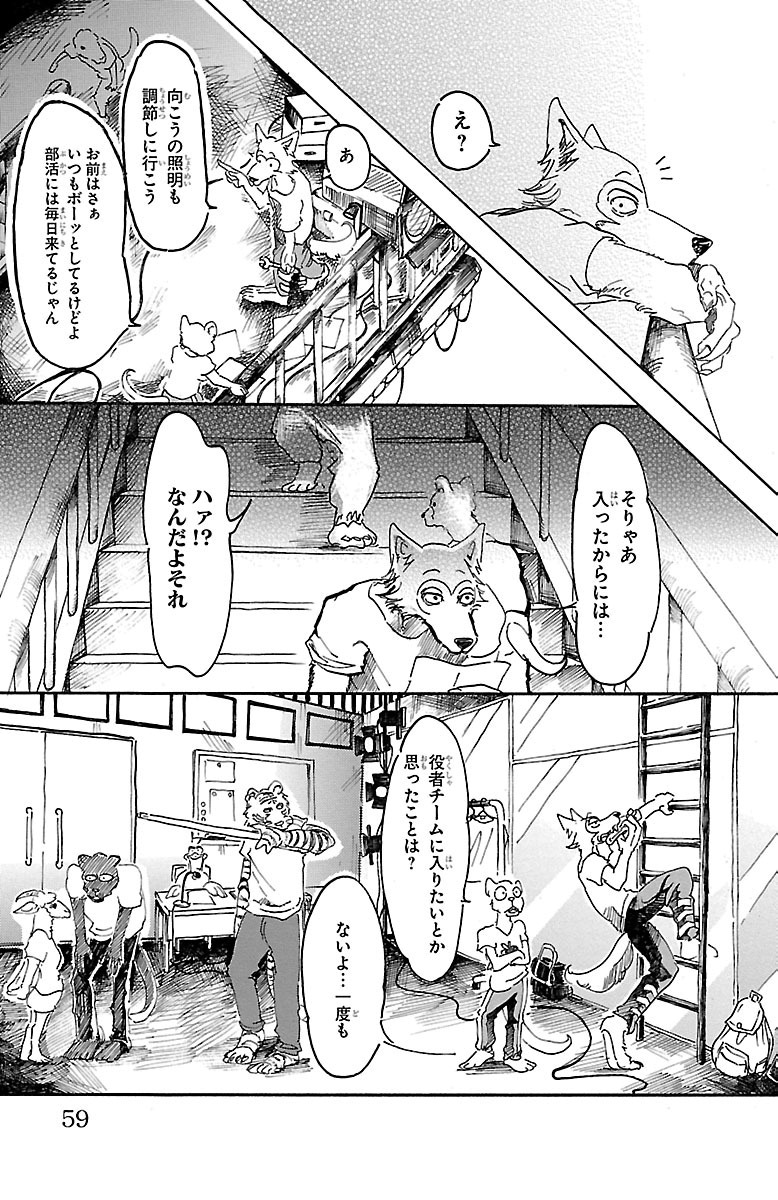 え？
あ
向こうの照明も
調節しに行こう
お前はさぁ
いつもボーッとしてるけどよ
部活には毎日来てるじゃん
そりゃあ
入ったからには…
ハァ!?
なんだよそれ
役者チームに入りたいとか
思ったことは？
ないよ…一度も
59